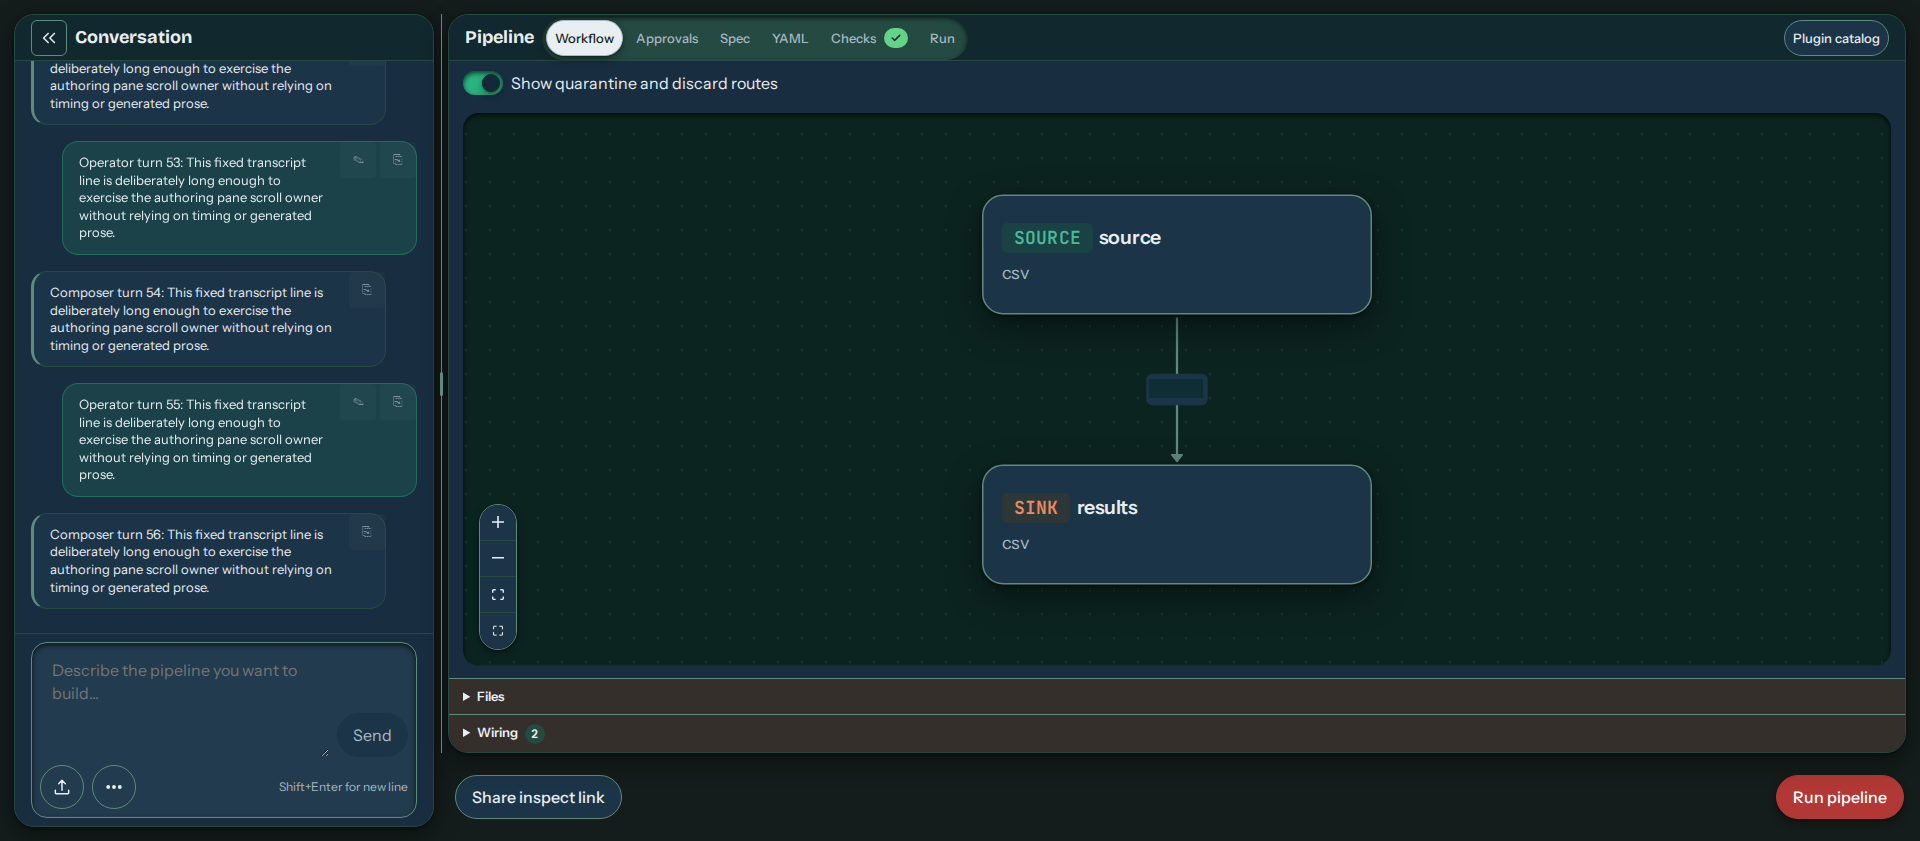 Conversation
deliberately long enough to exercise the
authoring pane scroll owner without relying on
timing or generated prose.
Operator turn 53: This fixed transcript
line is deliberately long enough to
exercise the authoring pane scroll owner
without relying on timing or generated
prose.
Composer turn 54: This fixed transcript line is
deliberately long enough to exercise the
authoring pane scroll owner without relying on
timing or generated prose.
Operator turn 55: This fixed transcript
line is deliberately long enough to
exercise the authoring pane scroll owner
without relying on timing or generated
prose.
Composer turn 56: This fixed transcript line is
deliberately long enough to exercise the
authoring pane scroll owner without relying on
timing or generated prose.
Describe the pipeline you want to
build...
Send
Shift+Enter for new line
Pipeline Workflow Approvals Spec YAML Checks Run
Plugin catalog
Show quarantine and discard routes
SOURCE source
CSV
SINK results
CSV
Files
Wiring 2
Share inspect link
Run pipeline